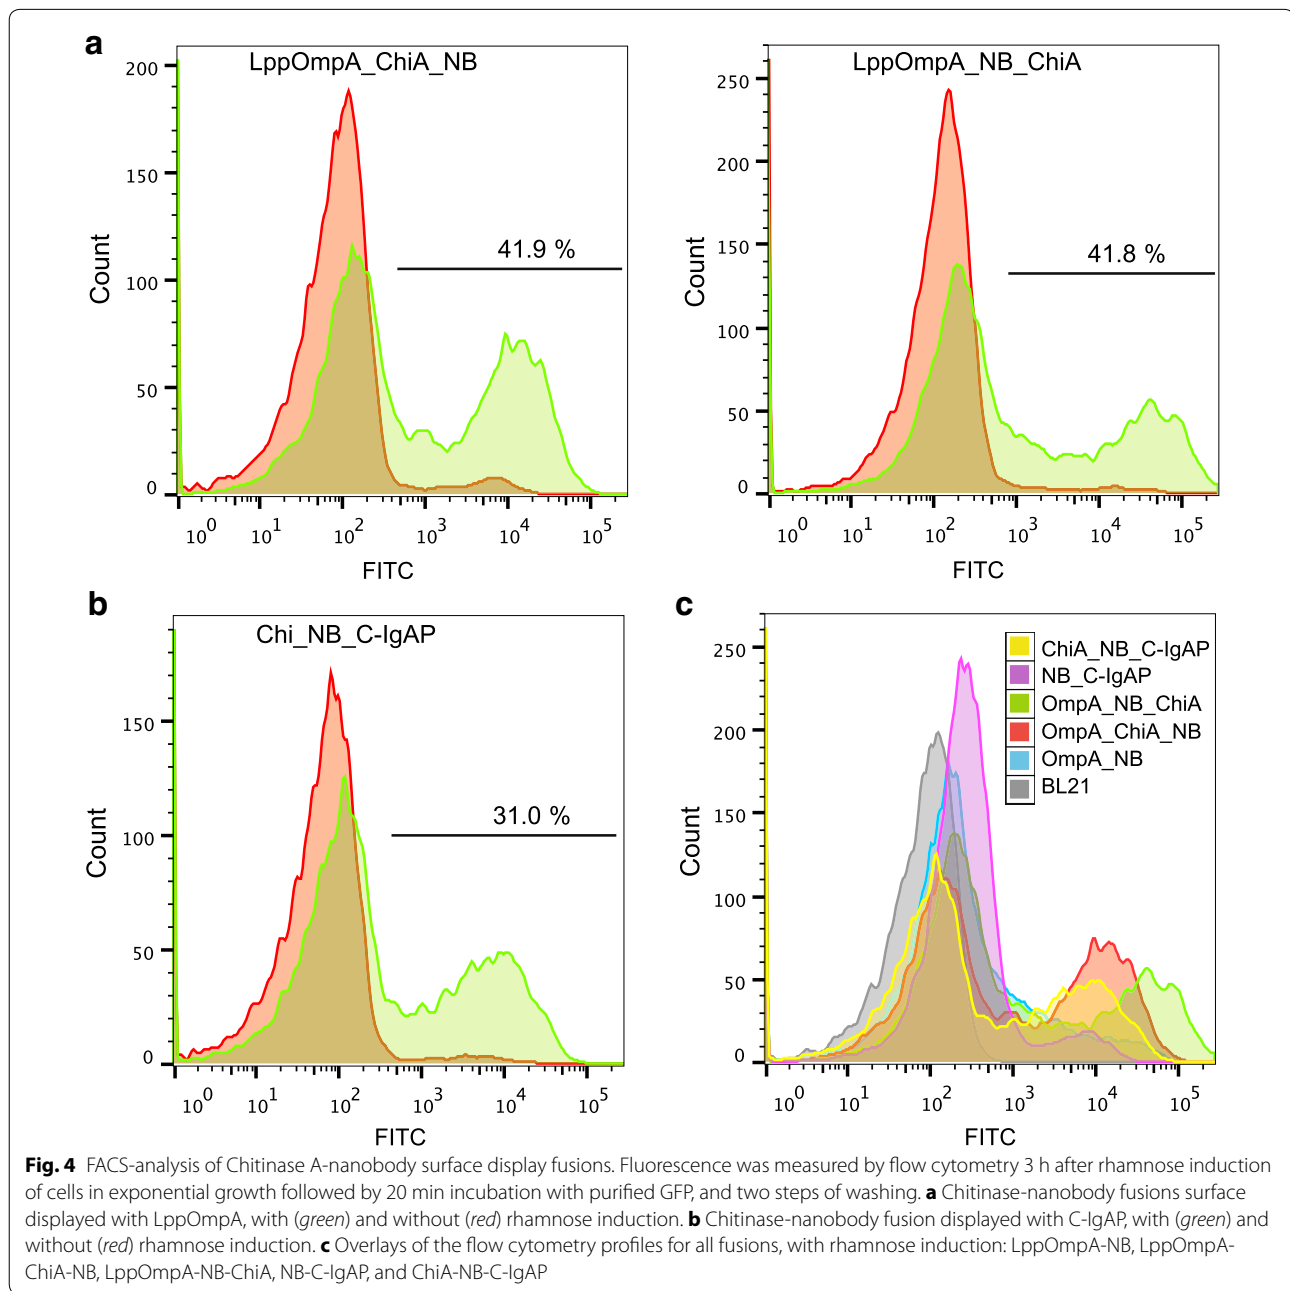 a
LppOmpA_ChiA_NB
200
150
100
50
0
Count
41.9 %
10^0 10^1 10^2 10^3 10^4 10^5
FITC
LppOmpA_NB_ChiA
250
200
150
100
50
0
Count
41.8 %
10^0 10^1 10^2 10^3 10^4 10^5
FITC
b
Chi_NB_C-IgAP
150
100
50
0
Count
31.0 %
10^0 10^1 10^2 10^3 10^4 10^5
FITC
c
250
200
150
100
50
0
Count
ChiA_NB_C-IgAP
NB_C-IgAP
OmpA_NB_ChiA
OmpA_ChiA_NB
OmpA_NB
BL21
10^0 10^1 10^2 10^3 10^4 10^5
FITC
Fig. 4 FACS-analysis of Chitinase A-nanobody surface display fusions. Fluorescence was measured by flow cytometry 3 h after rhamnose induction
of cells in exponential growth followed by 20 min incubation with purified GFP, and two steps of washing. a Chitinase-nanobody fusions surface
displayed with LppOmpA, with (green) and without (red) rhamnose induction. b Chitinase-nanobody fusion displayed with C-IgAP, with (green) and
without (red) rhamnose induction. c Overlays of the flow cytometry profiles for all fusions, with rhamnose induction: LppOmpA-NB, LppOmpA-
ChiA-NB, LppOmpA-NB-ChiA, NB-C-IgAP, and ChiA-NB-C-IgAP